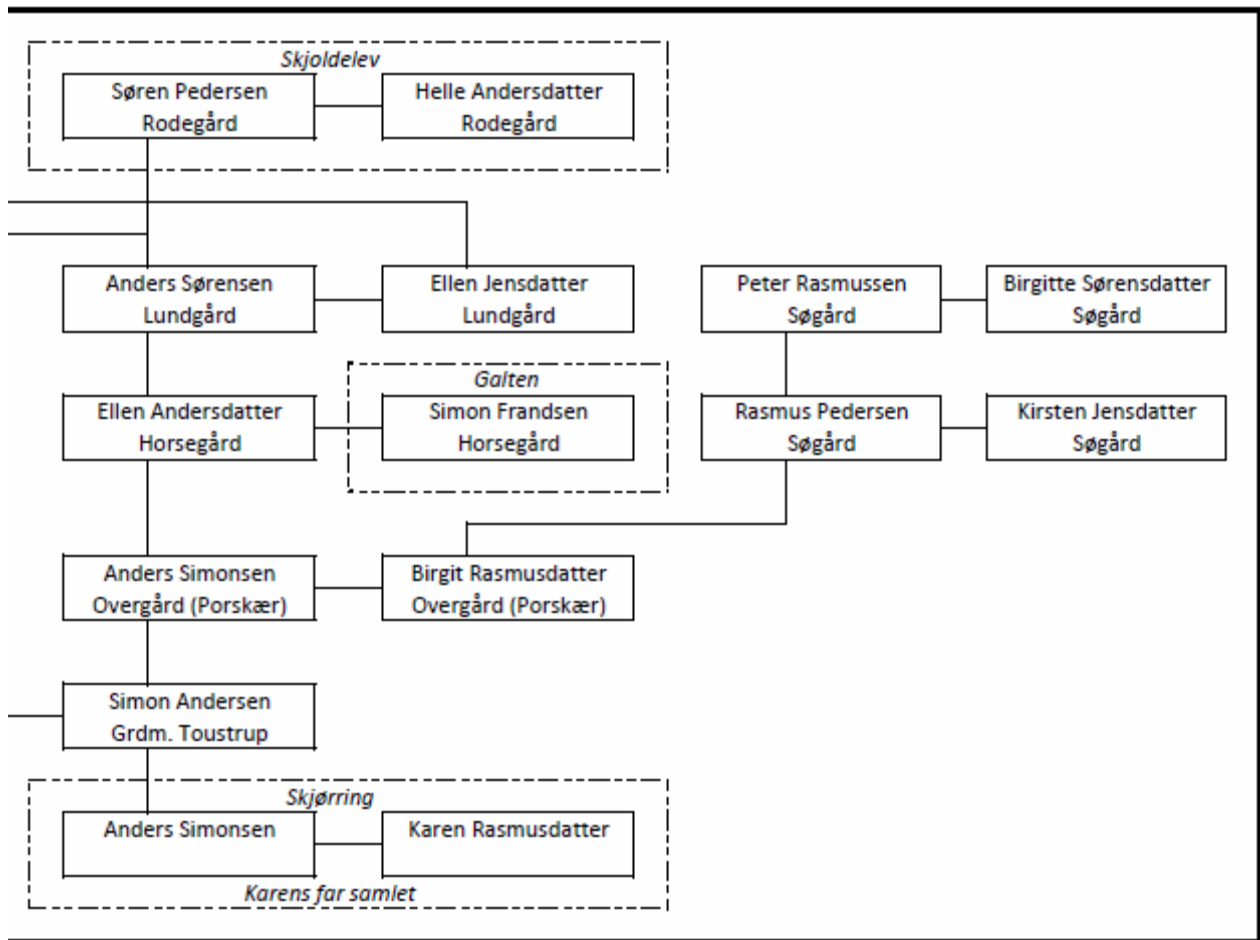 Skjoldelev
Søren Pedersen
Rodegård
Helle Andersdatter
Rodegård
Anders Sørensen
Lundgård
Ellen Jensdatter
Lundgård
Peter Rasmussen
Søgård
Birgitte Sørensdatter
Søgård
Galten
Ellen Andersdatter
Horsegård
Simon Frandsen
Horsegård
Rasmus Pedersen
Søgård
Kirsten Jensdatter
Søgård
Anders Simonsen
Overgård (Porskær)
Birgit Rasmusdatter
Overgård (Porskær)
Simon Andersen
Grdm. Toustrup
Skjørring
Anders Simonsen
Karen Rasmusdatter
Karens far samlet